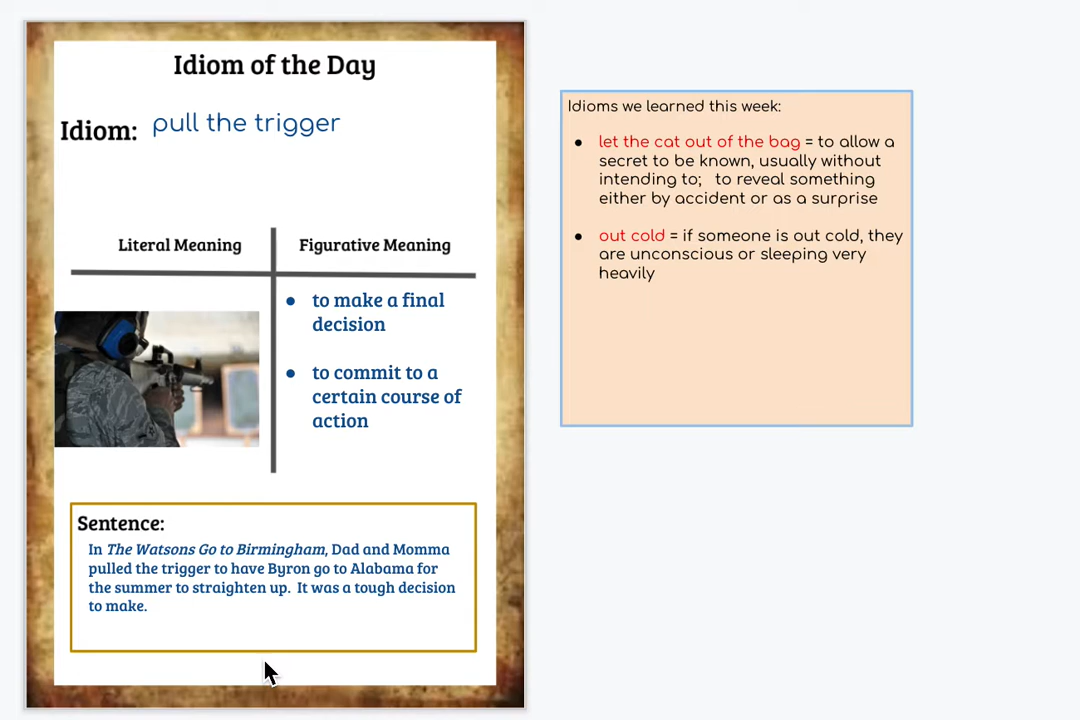 Idiom of the Day
Idiom: pull the trigger
Literal Meaning
Figurative Meaning
● to make a final
decision
● to commit to a
certain course of
action
Sentence:
In The Watsons Go to Birmingham, Dad and Momma
pulled the trigger to have Byron go to Alabama for
the summer to straighten up. It was a tough decision
to make.
Idioms we learned this week:
● let the cat out of the bag = to allow a
secret to be known, usually without
intending to; to reveal something
either by accident or as a surprise
● out cold = if someone is out cold, they
are unconscious or sleeping very
heavily